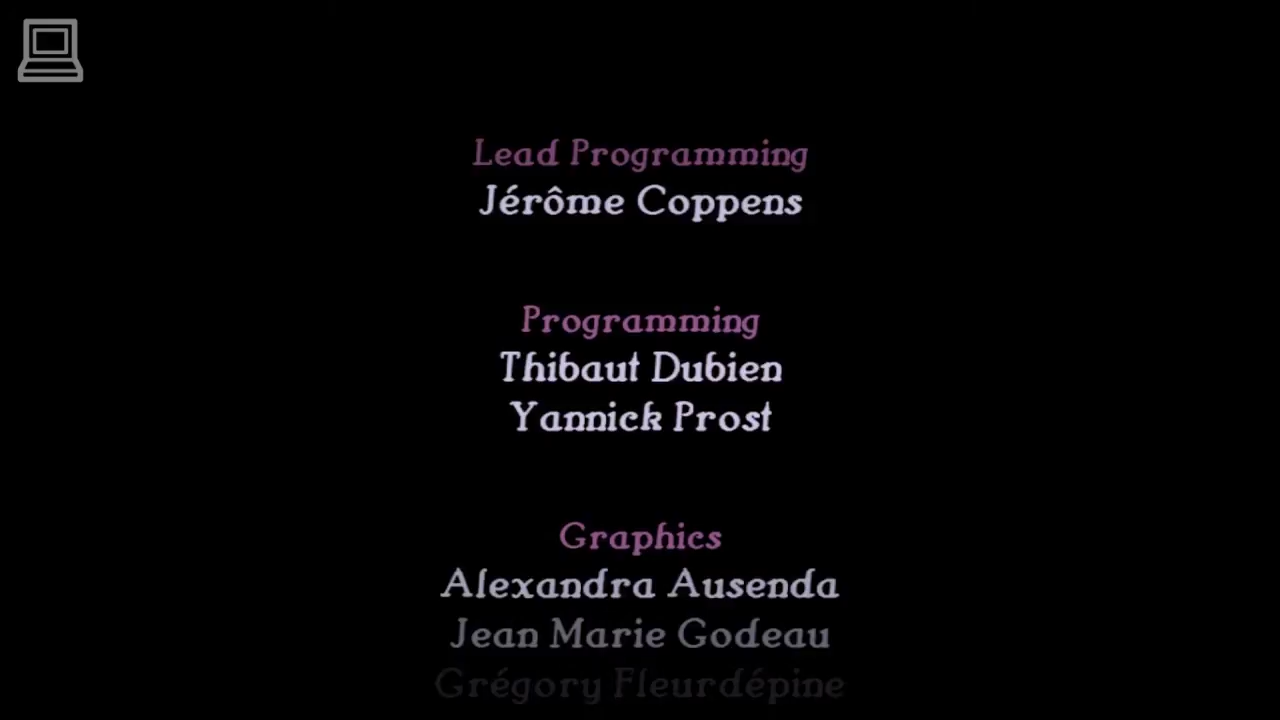 Lead Programming
Jérôme Coppens
Programming
Thibaut Dubien
Yannick Prost
Graphics
Alexandra Ausenda
Jean Marie Godeau
Grégory Fleurdépine